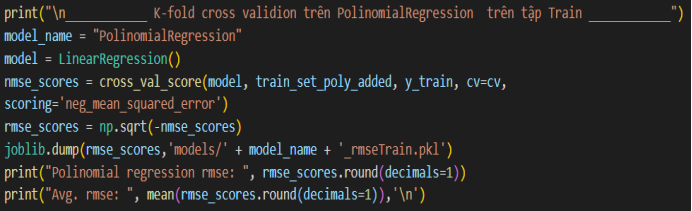 print("\n____________ K-fold cross validion trên PolinomialRegression  trên tập Train ____________")
model_name = "PolinomialRegression"
model = LinearRegression()
nmse_scores = cross_val_score(model, train_set_poly_added, y_train, cv=cv,
scoring='neg_mean_squared_error')
rmse_scores = np.sqrt(-nmse_scores)
joblib.dump(rmse_scores,'models/' + model_name + '_rmseTrain.pkl')
print("Polinomial regression rmse: ", rmse_scores.round(decimals=1))
print("Avg. rmse: ", mean(rmse_scores.round(decimals=1)),'\n')